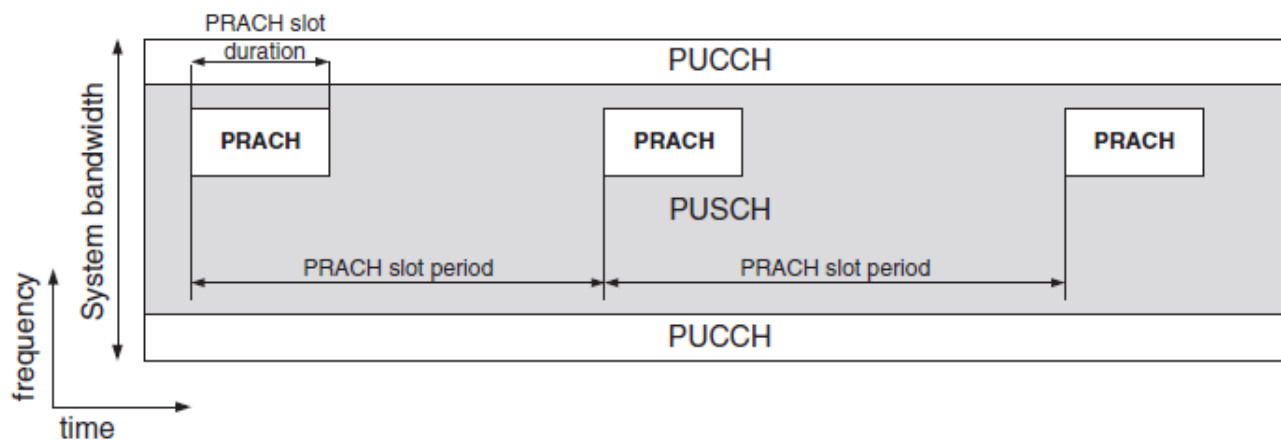 PRACH slot
duration
PUCCH
System bandwidth
PRACH
PRACH
PRACH
PUSCH
PRACH slot period
PRACH slot period
PUCCH
frequency
time